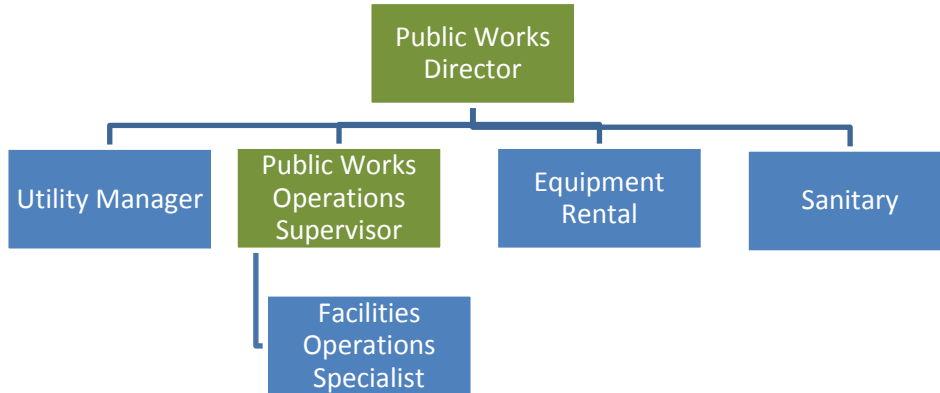 Public Works
Director
Utility Manager
Public Works
Operations
Supervisor
Equipment
Rental
Sanitary
Facilities
Operations
Specialist